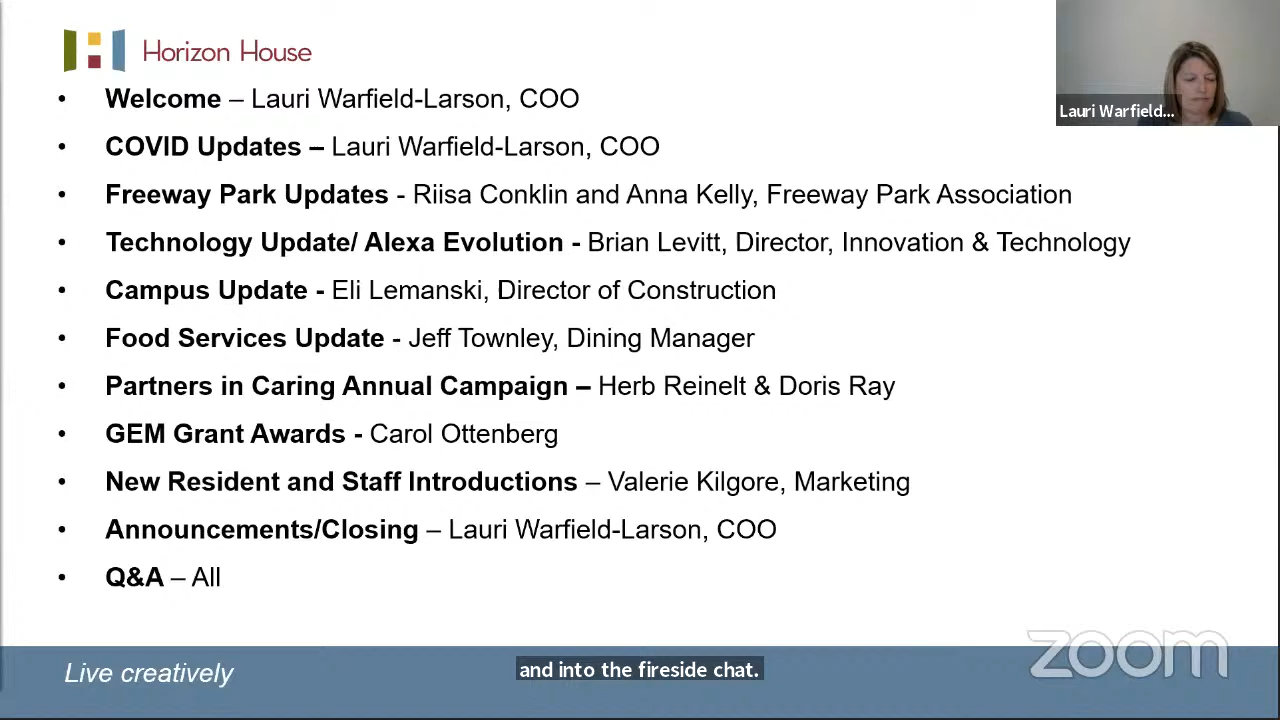 Horizon House
• Welcome – Lauri Warfield-Larson, COO
Lauri Warfield...
• COVID Updates – Lauri Warfield-Larson, COO
• Freeway Park Updates - Riisa Conklin and Anna Kelly, Freeway Park Association
• Technology Update/ Alexa Evolution - Brian Levitt, Director, Innovation & Technology
• Campus Update - Eli Lemanski, Director of Construction
• Food Services Update - Jeff Townley, Dining Manager
• Partners in Caring Annual Campaign – Herb Reinelt & Doris Ray
• GEM Grant Awards - Carol Ottenberg
• New Resident and Staff Introductions – Valerie Kilgore, Marketing
• Announcements/Closing – Lauri Warfield-Larson, COO
• Q&A – All
zoom
Live creatively
and into the fireside chat.